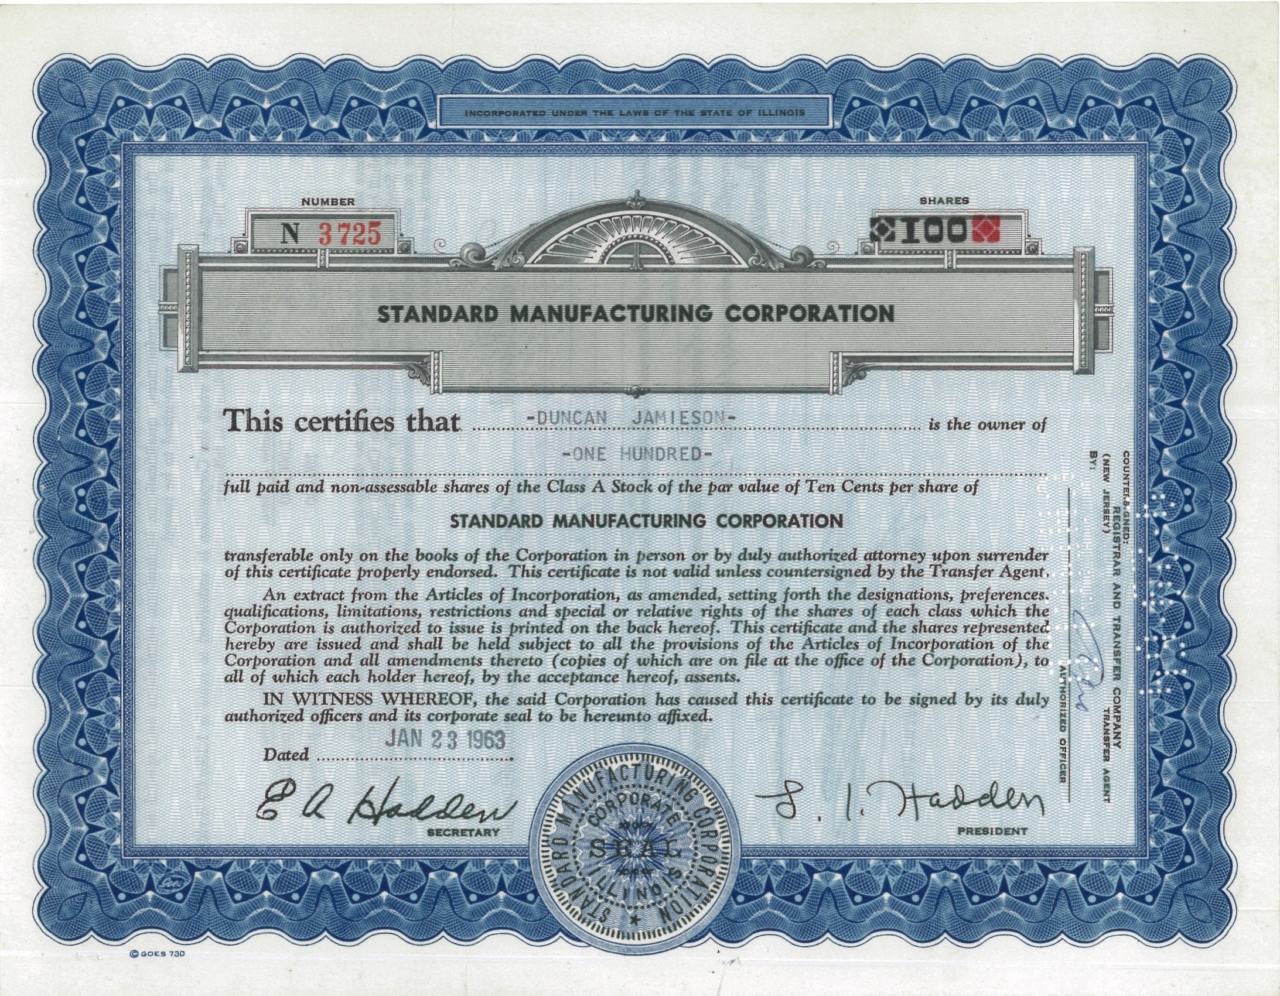 INCORPORATED UNDER THE LAWS OF THE STATE OF ILLINOIS
NUMBER
N 3725
SHARES
100
STANDARD MANUFACTURING CORPORATION
This certifies that -DUNCAN JAMIESON- is the owner of
-ONE HUNDRED-
full paid and non-assessable shares of the Class A Stock of the par value of Ten Cents per share of
STANDARD MANUFACTURING CORPORATION
transferable only on the books of the Corporation in person or by duly authorized attorney upon surrender
of this certificate properly endorsed. This certificate is not valid unless countersigned by the Transfer Agent.
An extract from the Articles of Incorporation, as amended, setting forth the designations, preferences.
qualifications, limitations, restrictions and special or relative rights of the shares of each class which the
Corporation is authorized to issue is printed on the back hereof. This certificate and the shares represented
hereby are issued and shall be held subject to all the provisions of the Articles of Incorporation of the
Corporation and all amendments thereto (copies of which are on file at the office of the Corporation), to
all of which each holder hereof, by the acceptance hereof, assents.
IN WITNESS WHEREOF, the said Corporation has caused this certificate to be signed by its duly
authorized officers and its corporate seal to be hereunto affixed.
Dated JAN 23 1963
E A Hadden
SECRETARY
L. I. Hadden
PRESIDENT
STANDARD MANUFACTURING CORPORATION
CORPORATE
SEAL
ILLINOIS
COUNTERSIGNED:
REGISTRAR AND TRANSFER COMPANY
(NEW JERSEY) TRANSFER AGENT
BY:
AUTHORIZED OFFICER
© GOES 730